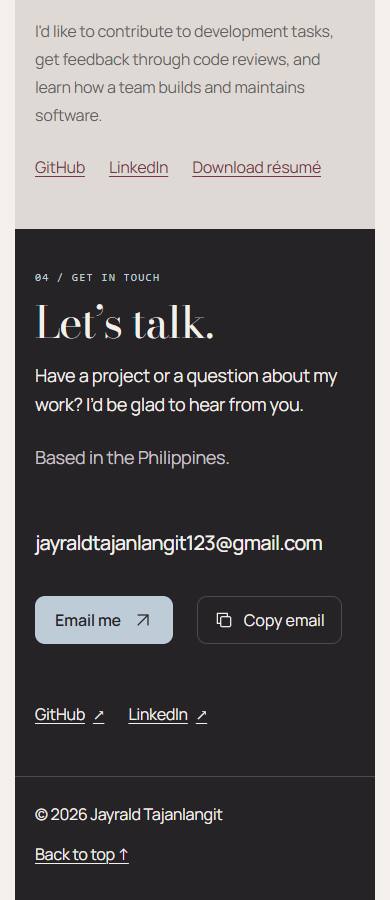 I'd like to contribute to development tasks,
get feedback through code reviews, and
learn how a team builds and maintains
software.
GitHub LinkedIn Download résumé
04 / GET IN TOUCH
Let’s talk.
Have a project or a question about my
work? I’d be glad to hear from you.
Based in the Philippines.
jayraldtajanlangit123@gmail.com
Email me ↗ Copy email
GitHub ↗ LinkedIn ↗
© 2026 Jayrald Tajanlangit
Back to top ↑